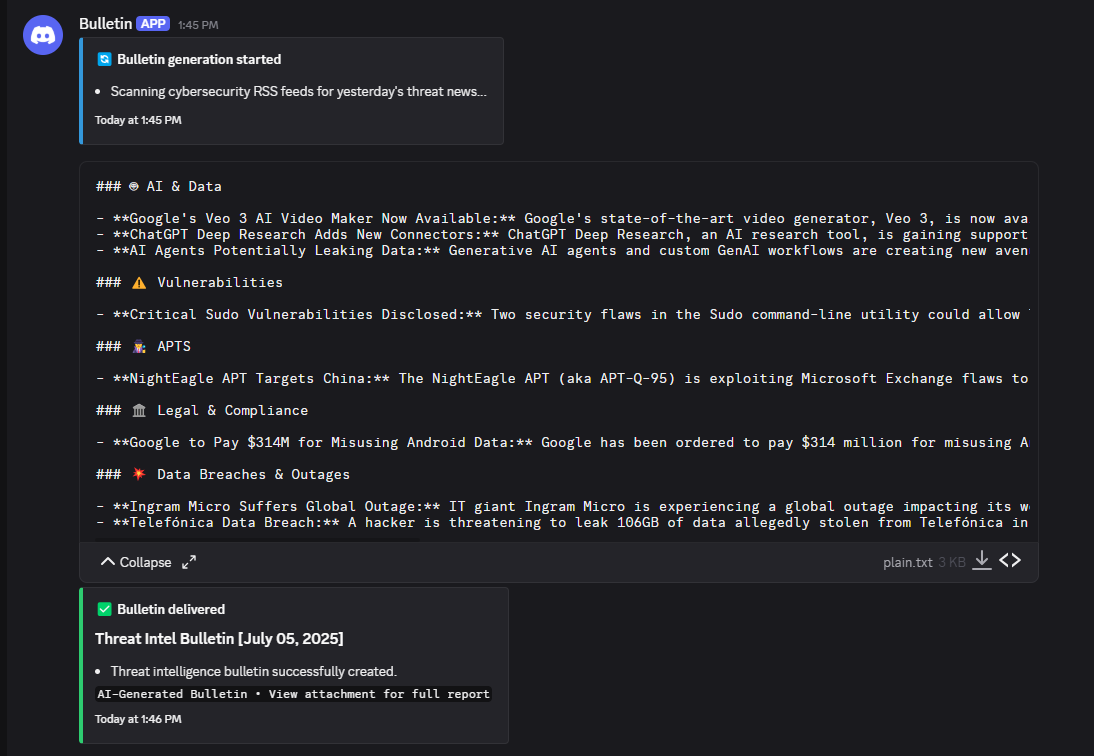 Bulletin APP 1:45 PM
🔄 Bulletin generation started
• Scanning cybersecurity RSS feeds for yesterday's threat news...
Today at 1:45 PM
### AI & Data
- **Google's Veo 3 AI Video Maker Now Available:** Google's state-of-the-art video generator, Veo 3, is now ava
- **ChatGPT Deep Research Adds New Connectors:** ChatGPT Deep Research, an AI research tool, is gaining support
- **AI Agents Potentially Leaking Data:** Generative AI agents and custom GenAI workflows are creating new aven
### ⚠️ Vulnerabilities
- **Critical Sudo Vulnerabilities Disclosed:** Two security flaws in the Sudo command-line utility could allow
### APTS
- **NightEagle APT Targets China:** The NightEagle APT (aka APT-Q-95) is exploiting Microsoft Exchange flaws to
### 🏛️ Legal & Compliance
- **Google to Pay $314M for Misusing Android Data:** Google has been ordered to pay $314 million for misusing A
### 💥 Data Breaches & Outages
- **Ingram Micro Suffers Global Outage:** IT giant Ingram Micro is experiencing a global outage impacting its w
- **Telefónica Data Breach:** A hacker is threatening to leak 106GB of data allegedly stolen from Telefónica in
Collapse
plain.txt 3 KB
✅ Bulletin delivered
Threat Intel Bulletin [July 05, 2025]
• Threat intelligence bulletin successfully created.
AI-Generated Bulletin • View attachment for full report
Today at 1:46 PM